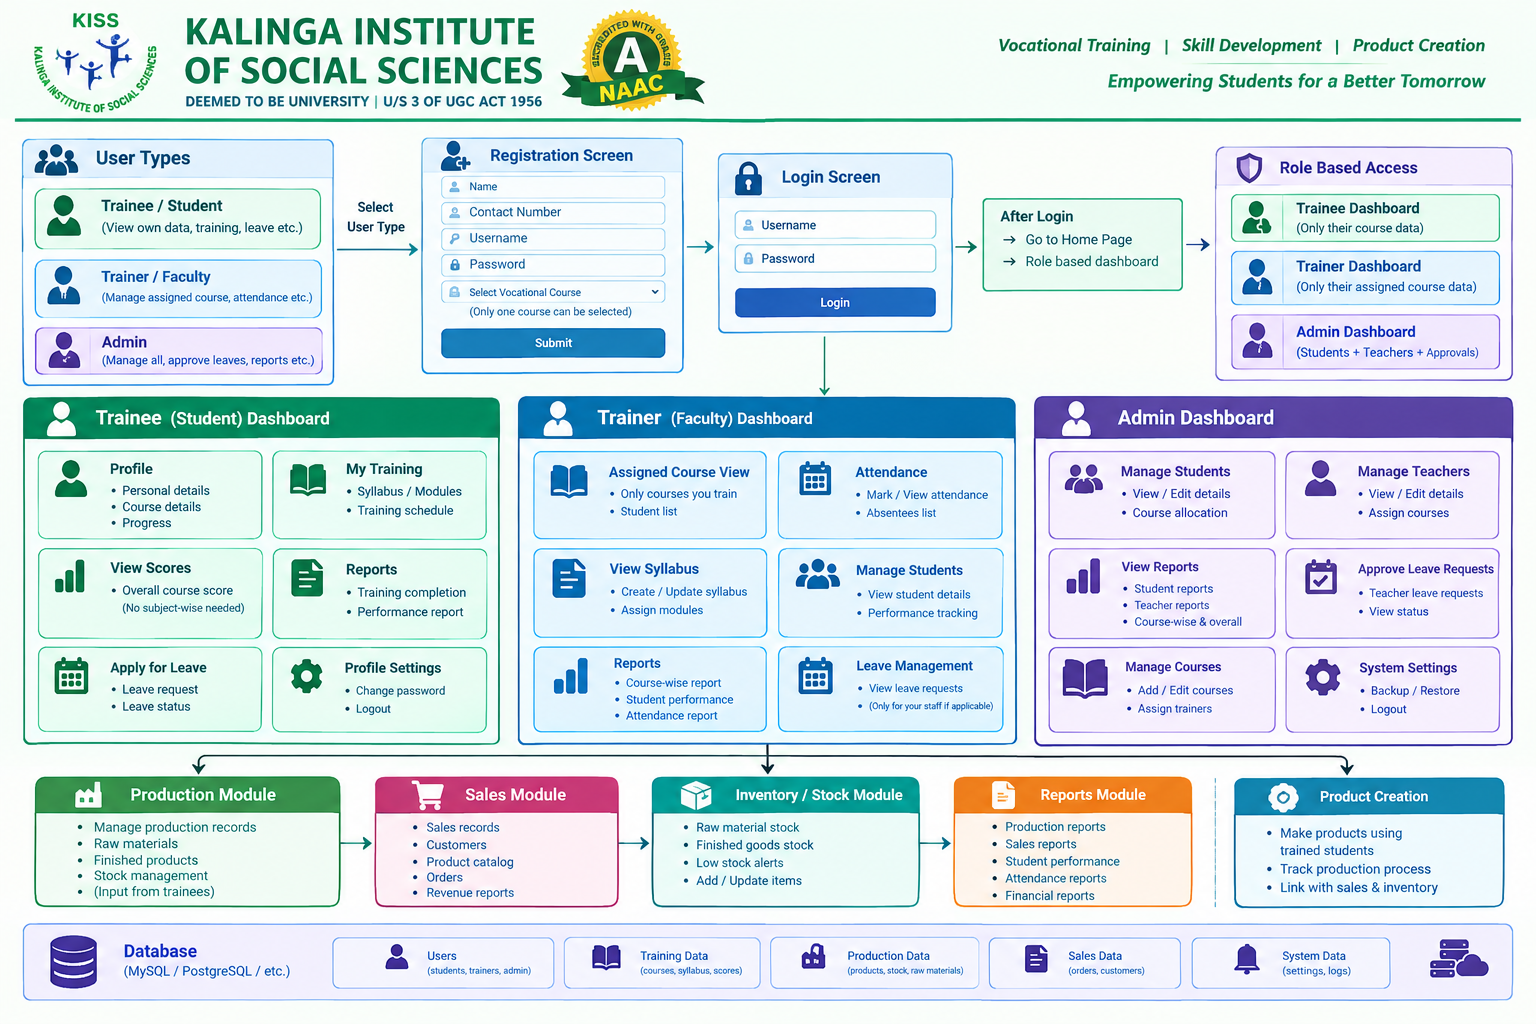 KISS
KALINGA INSTITUTE OF SOCIAL SCIENCES
KALINGA INSTITUTE
OF SOCIAL SCIENCES
DEEMED TO BE UNIVERSITY | U/S 3 OF UGC ACT 1956
A
NAAC
Vocational Training | Skill Development | Product Creation
Empowering Students for a Better Tomorrow
User Types
Trainee / Student
(View own data, training, leave etc.)
Trainer / Faculty
(Manage assigned course, attendance etc.)
Admin
(Manage all, approve leaves, reports etc.)
Select
User Type
Registration Screen
Name
Contact Number
Username
Password
Select Vocational Course
(Only one course can be selected)
Submit
Login Screen
Username
Password
Login
After Login
→ Go to Home Page
→ Role based dashboard
Role Based Access
Trainee Dashboard
(Only their course data)
Trainer Dashboard
(Only their assigned course data)
Admin Dashboard
(Students + Teachers + Approvals)
Trainee (Student) Dashboard
Profile
• Personal details
• Course details
• Progress
My Training
• Syllabus / Modules
• Training schedule
View Scores
• Overall course score
(No subject-wise needed)
Reports
• Training completion
• Performance report
Apply for Leave
• Leave request
• Leave status
Profile Settings
• Change password
• Logout
Trainer (Faculty) Dashboard
Assigned Course View
• Only courses you train
• Student list
Attendance
• Mark / View attendance
• Absentees list
View Syllabus
• Create / Update syllabus
• Assign modules
Manage Students
• View student details
• Performance tracking
Reports
• Course-wise report
• Student performance
• Attendance report
Leave Management
• View leave requests
• (Only for your staff if applicable)
Admin Dashboard
Manage Students
• View / Edit details
• Course allocation
Manage Teachers
• View / Edit details
• Assign courses
View Reports
• Student reports
• Teacher reports
• Course-wise & overall
Approve Leave Requests
• Teacher leave requests
• View status
Manage Courses
• Add / Edit courses
• Assign trainers
System Settings
• Backup / Restore
• Logout
Production Module
• Manage production records
• Raw materials
• Finished products
• Stock management
• (Input from trainees)
Sales Module
• Sales records
• Customers
• Product catalog
• Orders
• Revenue reports
Inventory / Stock Module
• Raw material stock
• Finished goods stock
• Low stock alerts
• Add / Update items
Reports Module
• Production reports
• Sales reports
• Student performance
• Attendance reports
• Financial reports
Product Creation
• Make products using
trained students
• Track production process
• Link with sales & inventory
Database
(MySQL / PostgreSQL / etc.)
Users
(students, trainers, admin)
Training Data
(courses, syllabus, scores)
Production Data
(products, stock, raw materials)
Sales Data
(orders, customers)
System Data
(settings, logs)